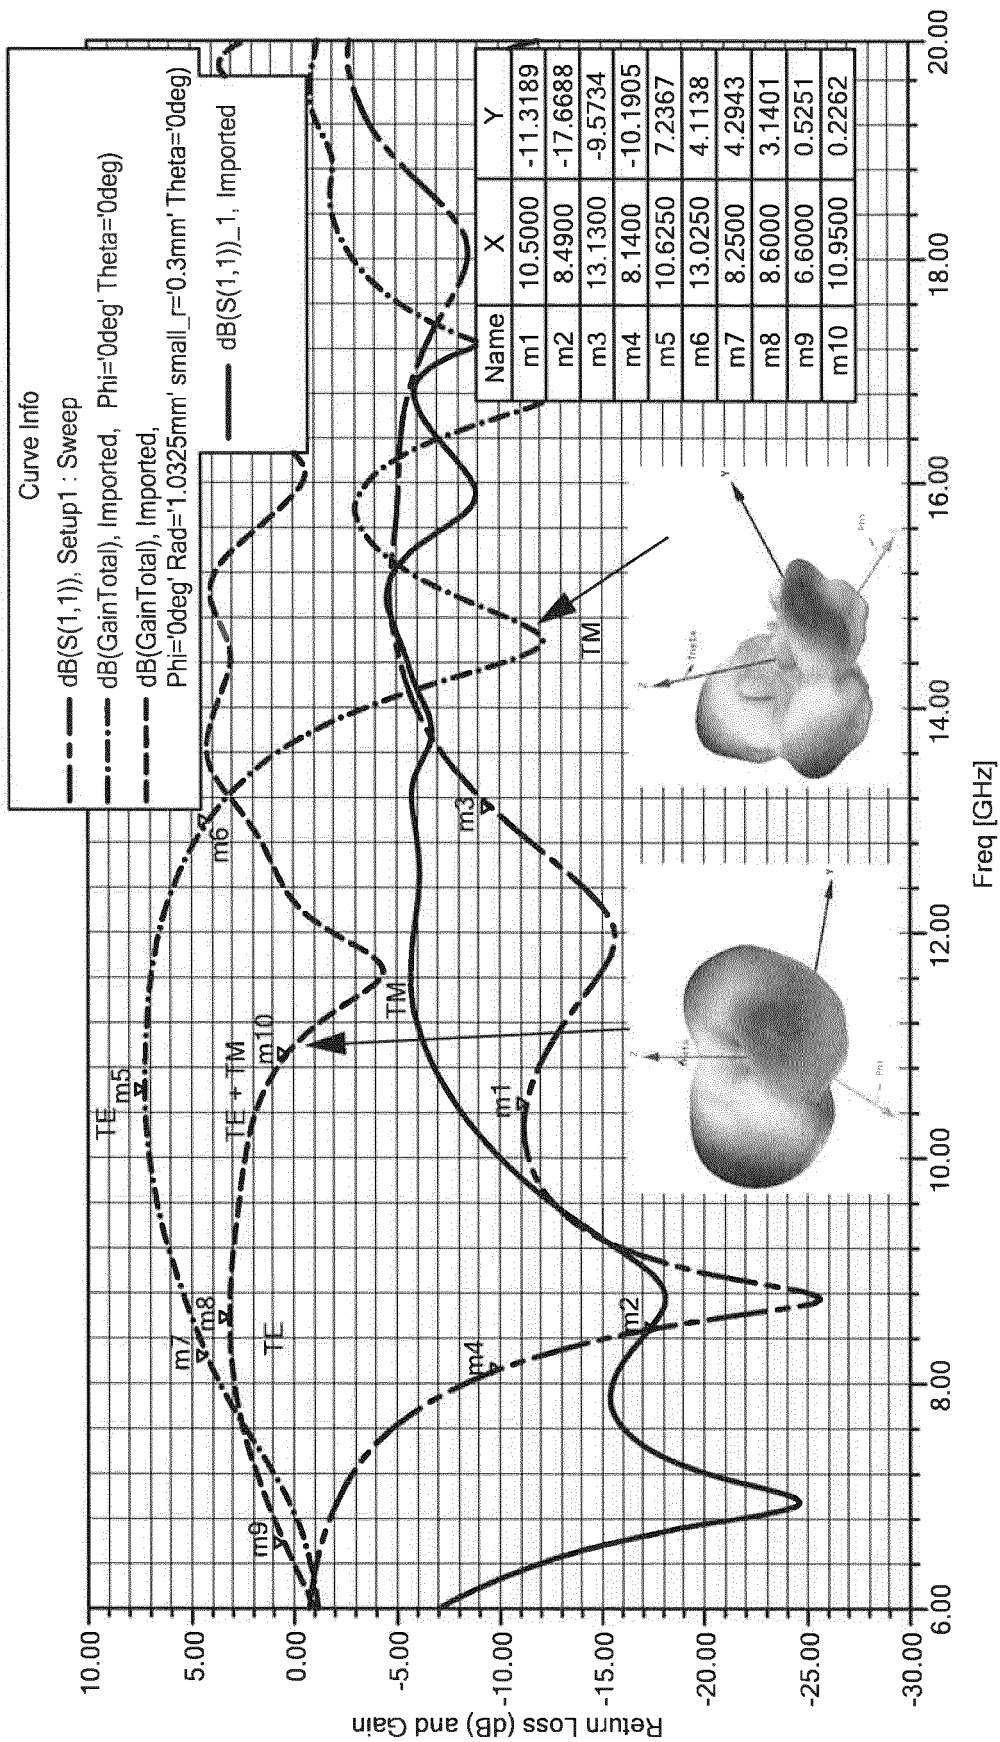 Curve Info
dB(S(1,1)), Setup1 : Sweep
dB(GainTotal), Imported, Phi='0deg' Theta='0deg'
dB(GainTotal), Imported,
Phi='0deg' Rad='1.0325mm' small_r='0.3mm' Theta='0deg'
dB(S(1,1))_1, Imported
Name X Y
m1 10.5000 -11.3189
m2 8.4900 -17.6688
m3 13.1300 -9.5734
m4 8.1400 -10.1905
m5 10.6250 7.2367
m6 13.0250 4.1138
m7 8.2500 4.2943
m8 8.6000 3.1401
m9 6.6000 0.5251
m10 10.9500 0.2262
10.00
5.00
0.00
-5.00
-10.00
-15.00
-20.00
-25.00
-30.00
Return Loss (dB) and Gain
m9
m7
m8
TE
m4
m2
TE
m5
TE + TM
m10
TM
m1
m6
m3
TM
Z
Y
Phi
Z
Theta
Y
Phi
6.00 8.00 10.00 12.00 14.00 16.00 18.00 20.00
Freq [GHz]